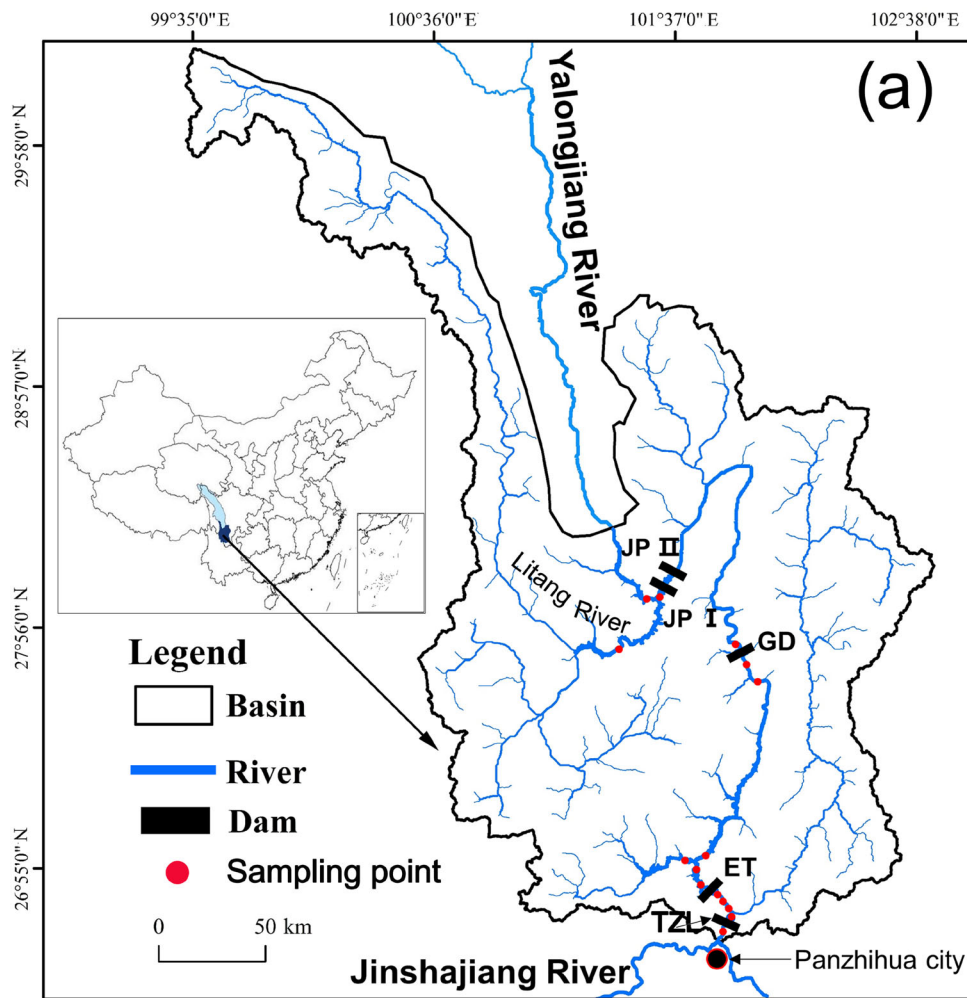 99°35'0"E
100°36'0"E
101°37'0"E
102°38'0"E
(a)
29°58'0"N
28°57'0"N
27°56'0"N
26°55'0"N
Yalongjiang River
JP II
Litang River
JP I
GD
Legend
Basin
River
Dam
Sampling point
0 50 km
ET
TZL
Panzhihua city
Jinshajiang River